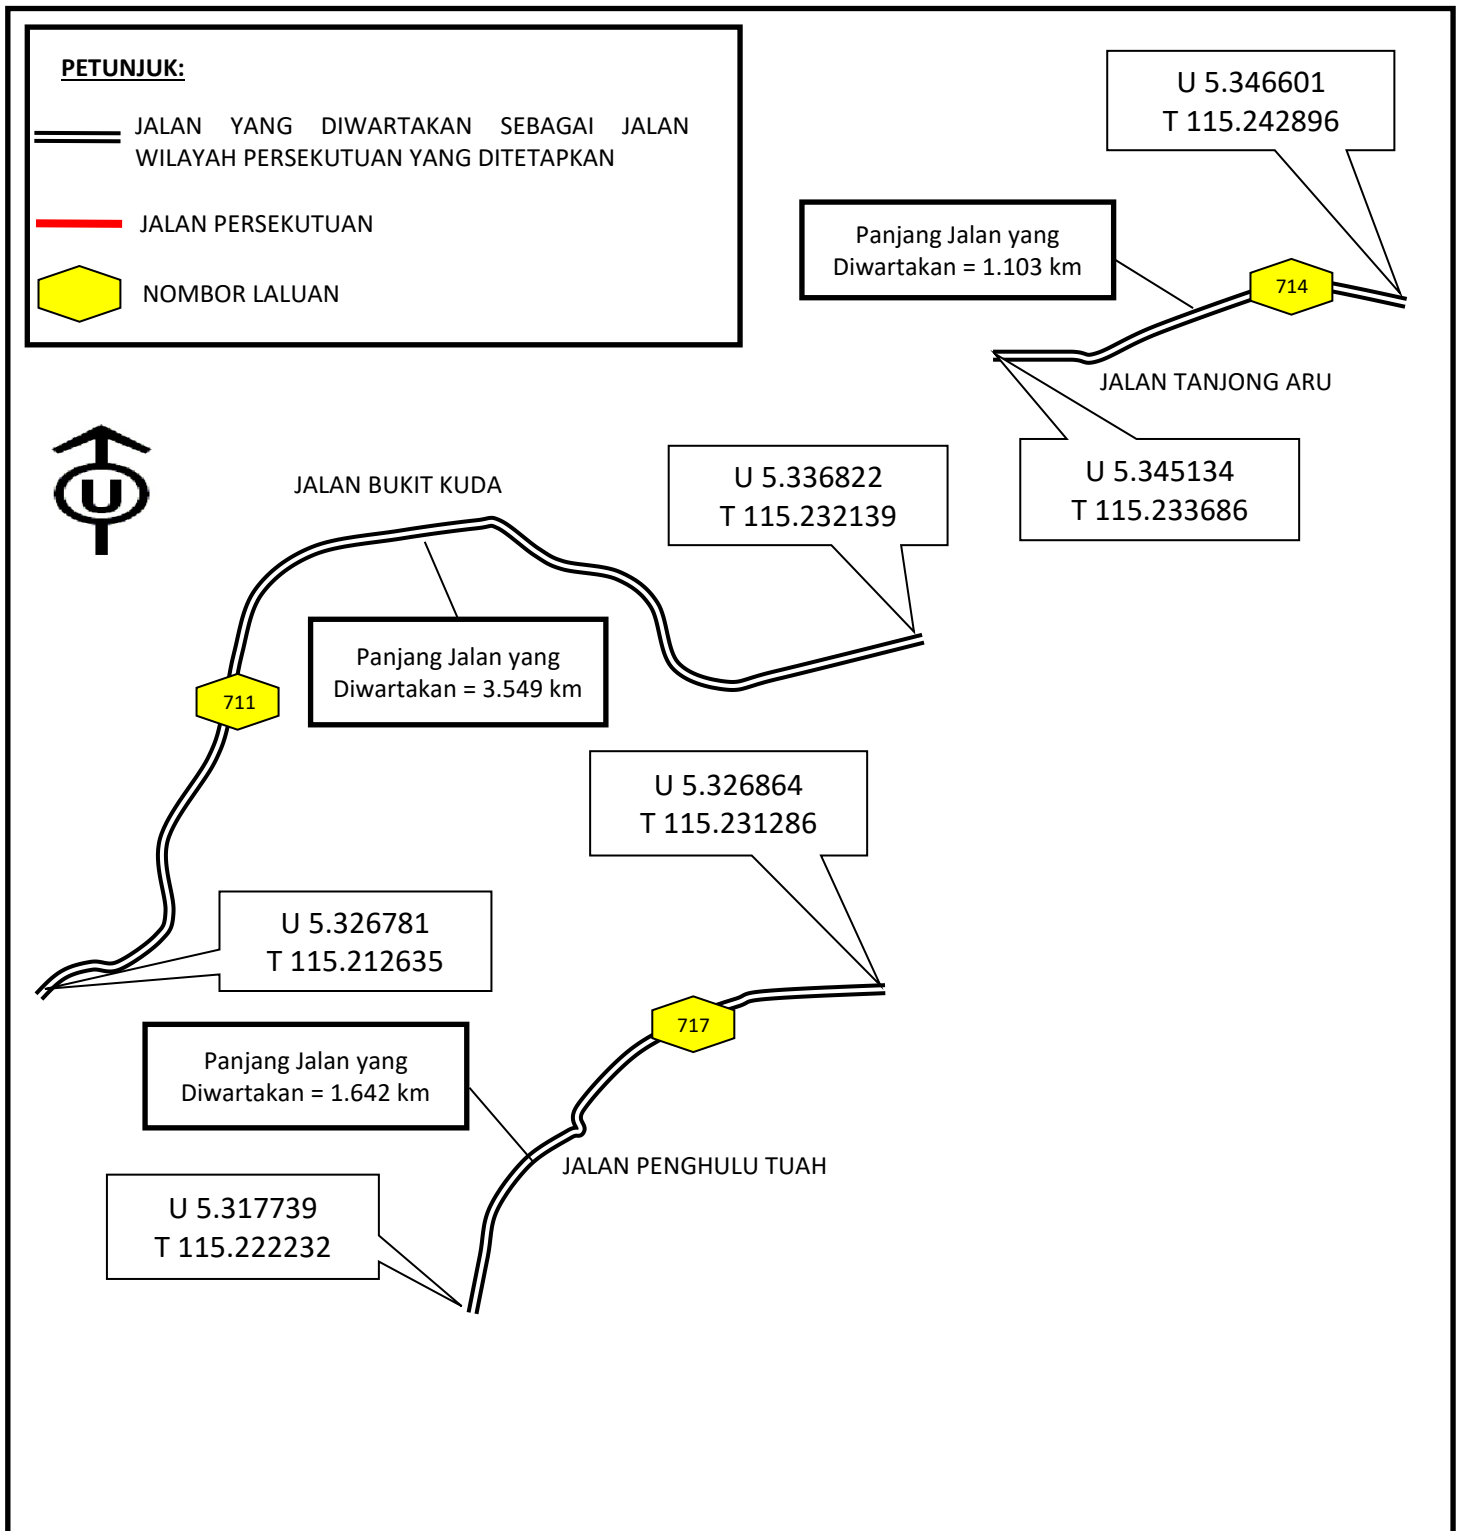 PETUNJUK:
JALAN YANG DIWARTAKAN SEBAGAI JALAN
WILAYAH PERSEKUTUAN YANG DITETAPKAN
JALAN PERSEKUTUAN
NOMBOR LALUAN
U 5.346601
T 115.242896
Panjang Jalan yang
Diwartakan = 1.103 km
714
JALAN TANJONG ARU
U 5.345134
T 115.233686
U
JALAN BUKIT KUDA
U 5.336822
T 115.232139
Panjang Jalan yang
Diwartakan = 3.549 km
711
U 5.326864
T 115.231286
U 5.326781
T 115.212635
717
Panjang Jalan yang
Diwartakan = 1.642 km
JALAN PENGHULU TUAH
U 5.317739
T 115.222232